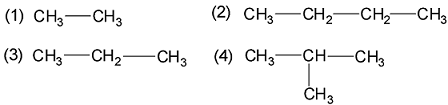 (1) CH₃—CH₃ (2) CH₃—CH₂—CH₂—CH₃
(3) CH₃—CH₂—CH₃ (4) CH₃—CH—CH₃
CH₃